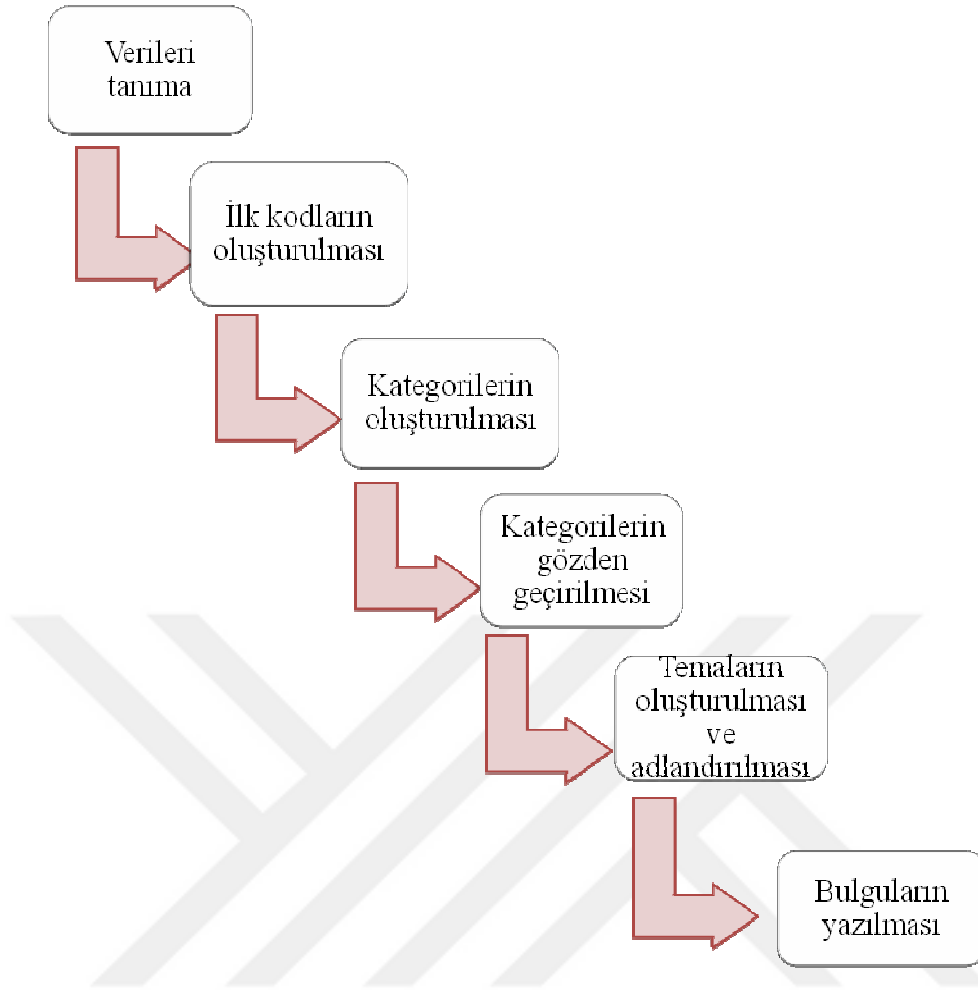 Verileri
tanıma
İlk kodların
oluşturulması
Kategorilerin
oluşturulması
Kategorilerin
gözden
geçirilmesi
Temaların
oluşturulması
ve
adlandırılması
Bulguların
yazılması